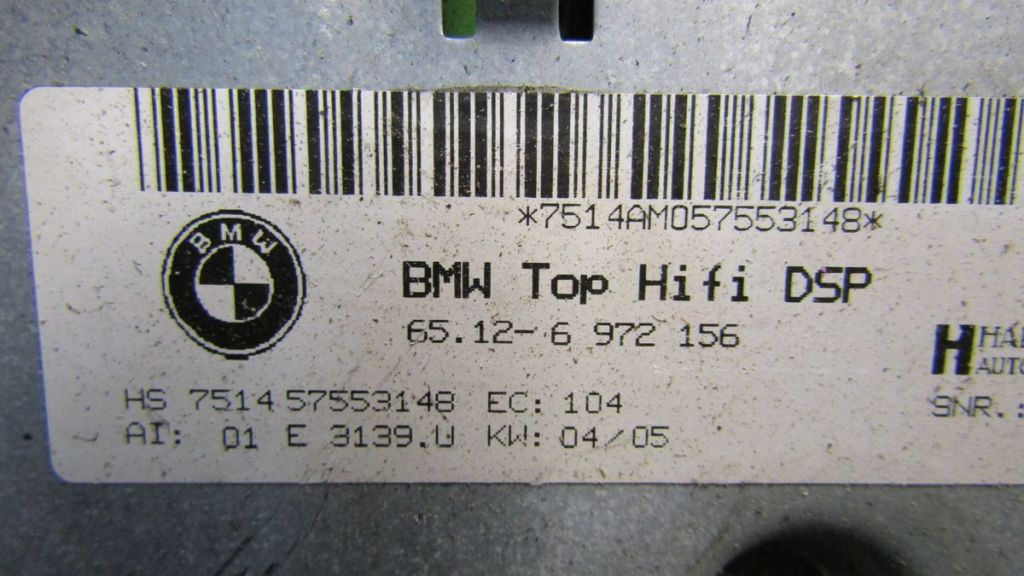 *7514AM057553148*
BMW
BMW Top Hifi DSP
65.12-6 972 156
HS 7514 57553148 EC: 104
AI: 01 E 3139.U KW: 04/05
SNR.: